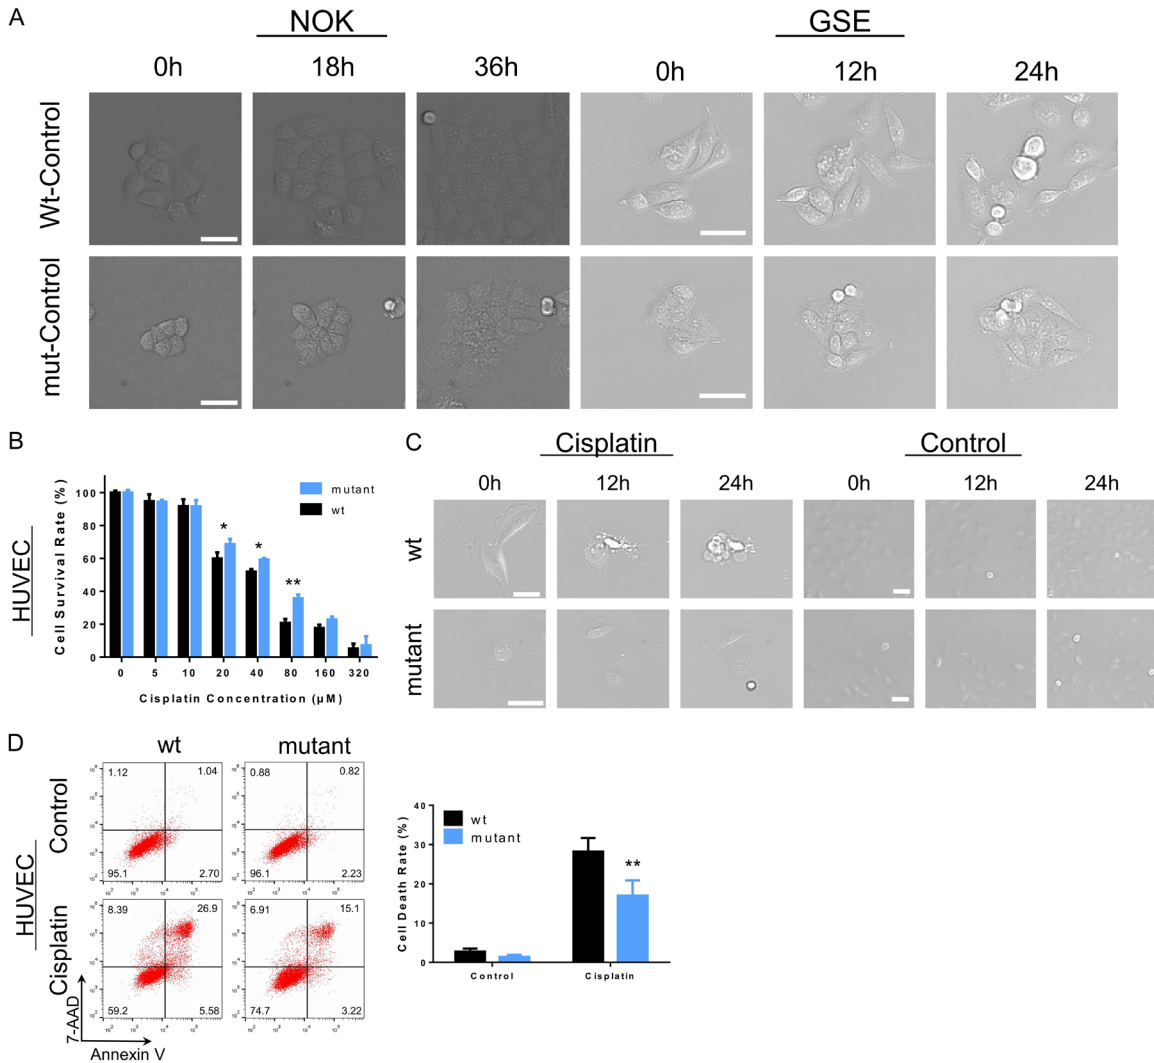 A
NOK
GSE
0h 18h 36h 0h 12h 24h
Wt-Control
mut-Control
B
HUVEC
Cell Survival Rate (%)
100
80
60
40
20
0
mutant
wt
*
*
**
0 5 10 20 40 80 160 320
Cisplatin Concentration (μM)
C
Cisplatin
Control
0h 12h 24h 0h 12h 24h
wt
mutant
D
wt mutant
HUVEC
Control
1.12 1.04
95.1 2.70
0.88 0.82
96.1 2.23
Cisplatin
8.39 26.9
59.2 5.58
6.91 15.1
74.7 3.22
7-AAD
Annexin V
Cell Death Rate (%)
40
30
20
10
0
wt
mutant
**
Control Cisplatin